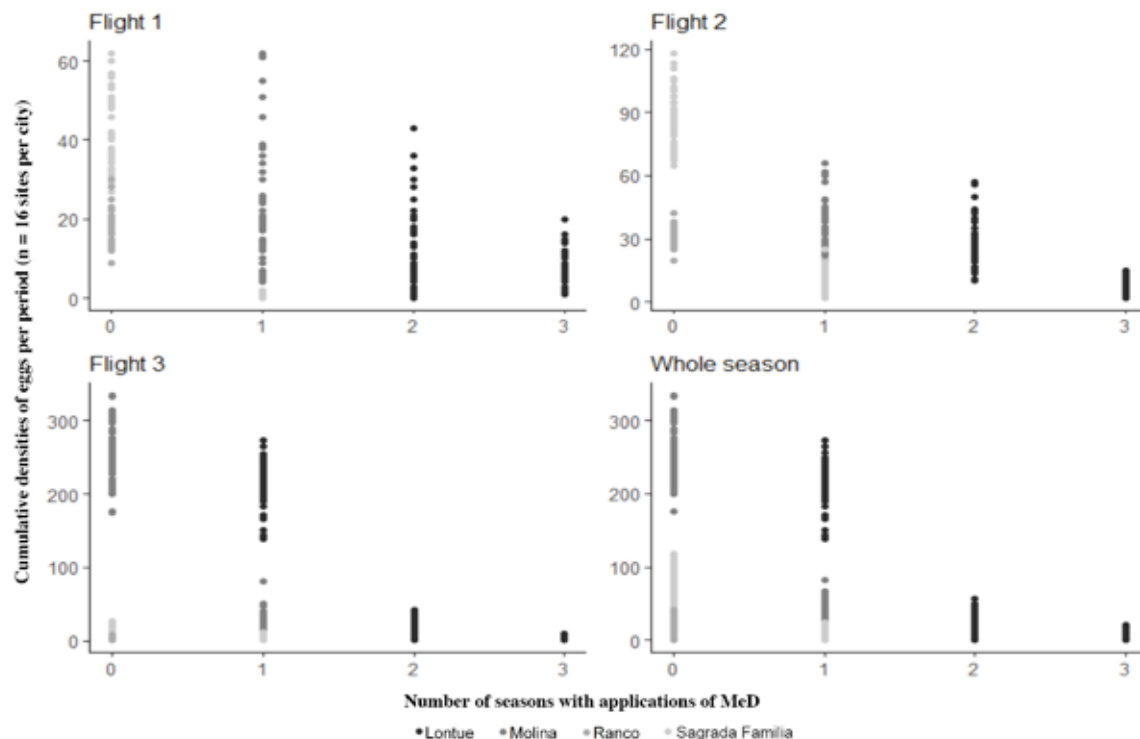 Flight 1
Flight 2
60
40
20
0
0 1 2 3
120
90
60
30
0
0 1 2 3
Cumulative densities of eggs per period (n = 16 sites per city)
Flight 3
Whole season
300
200
100
0
0 1 2 3
300
200
100
0
0 1 2 3
Number of seasons with applications of MeD
Lontue Molina Ranco Sagrada Familia